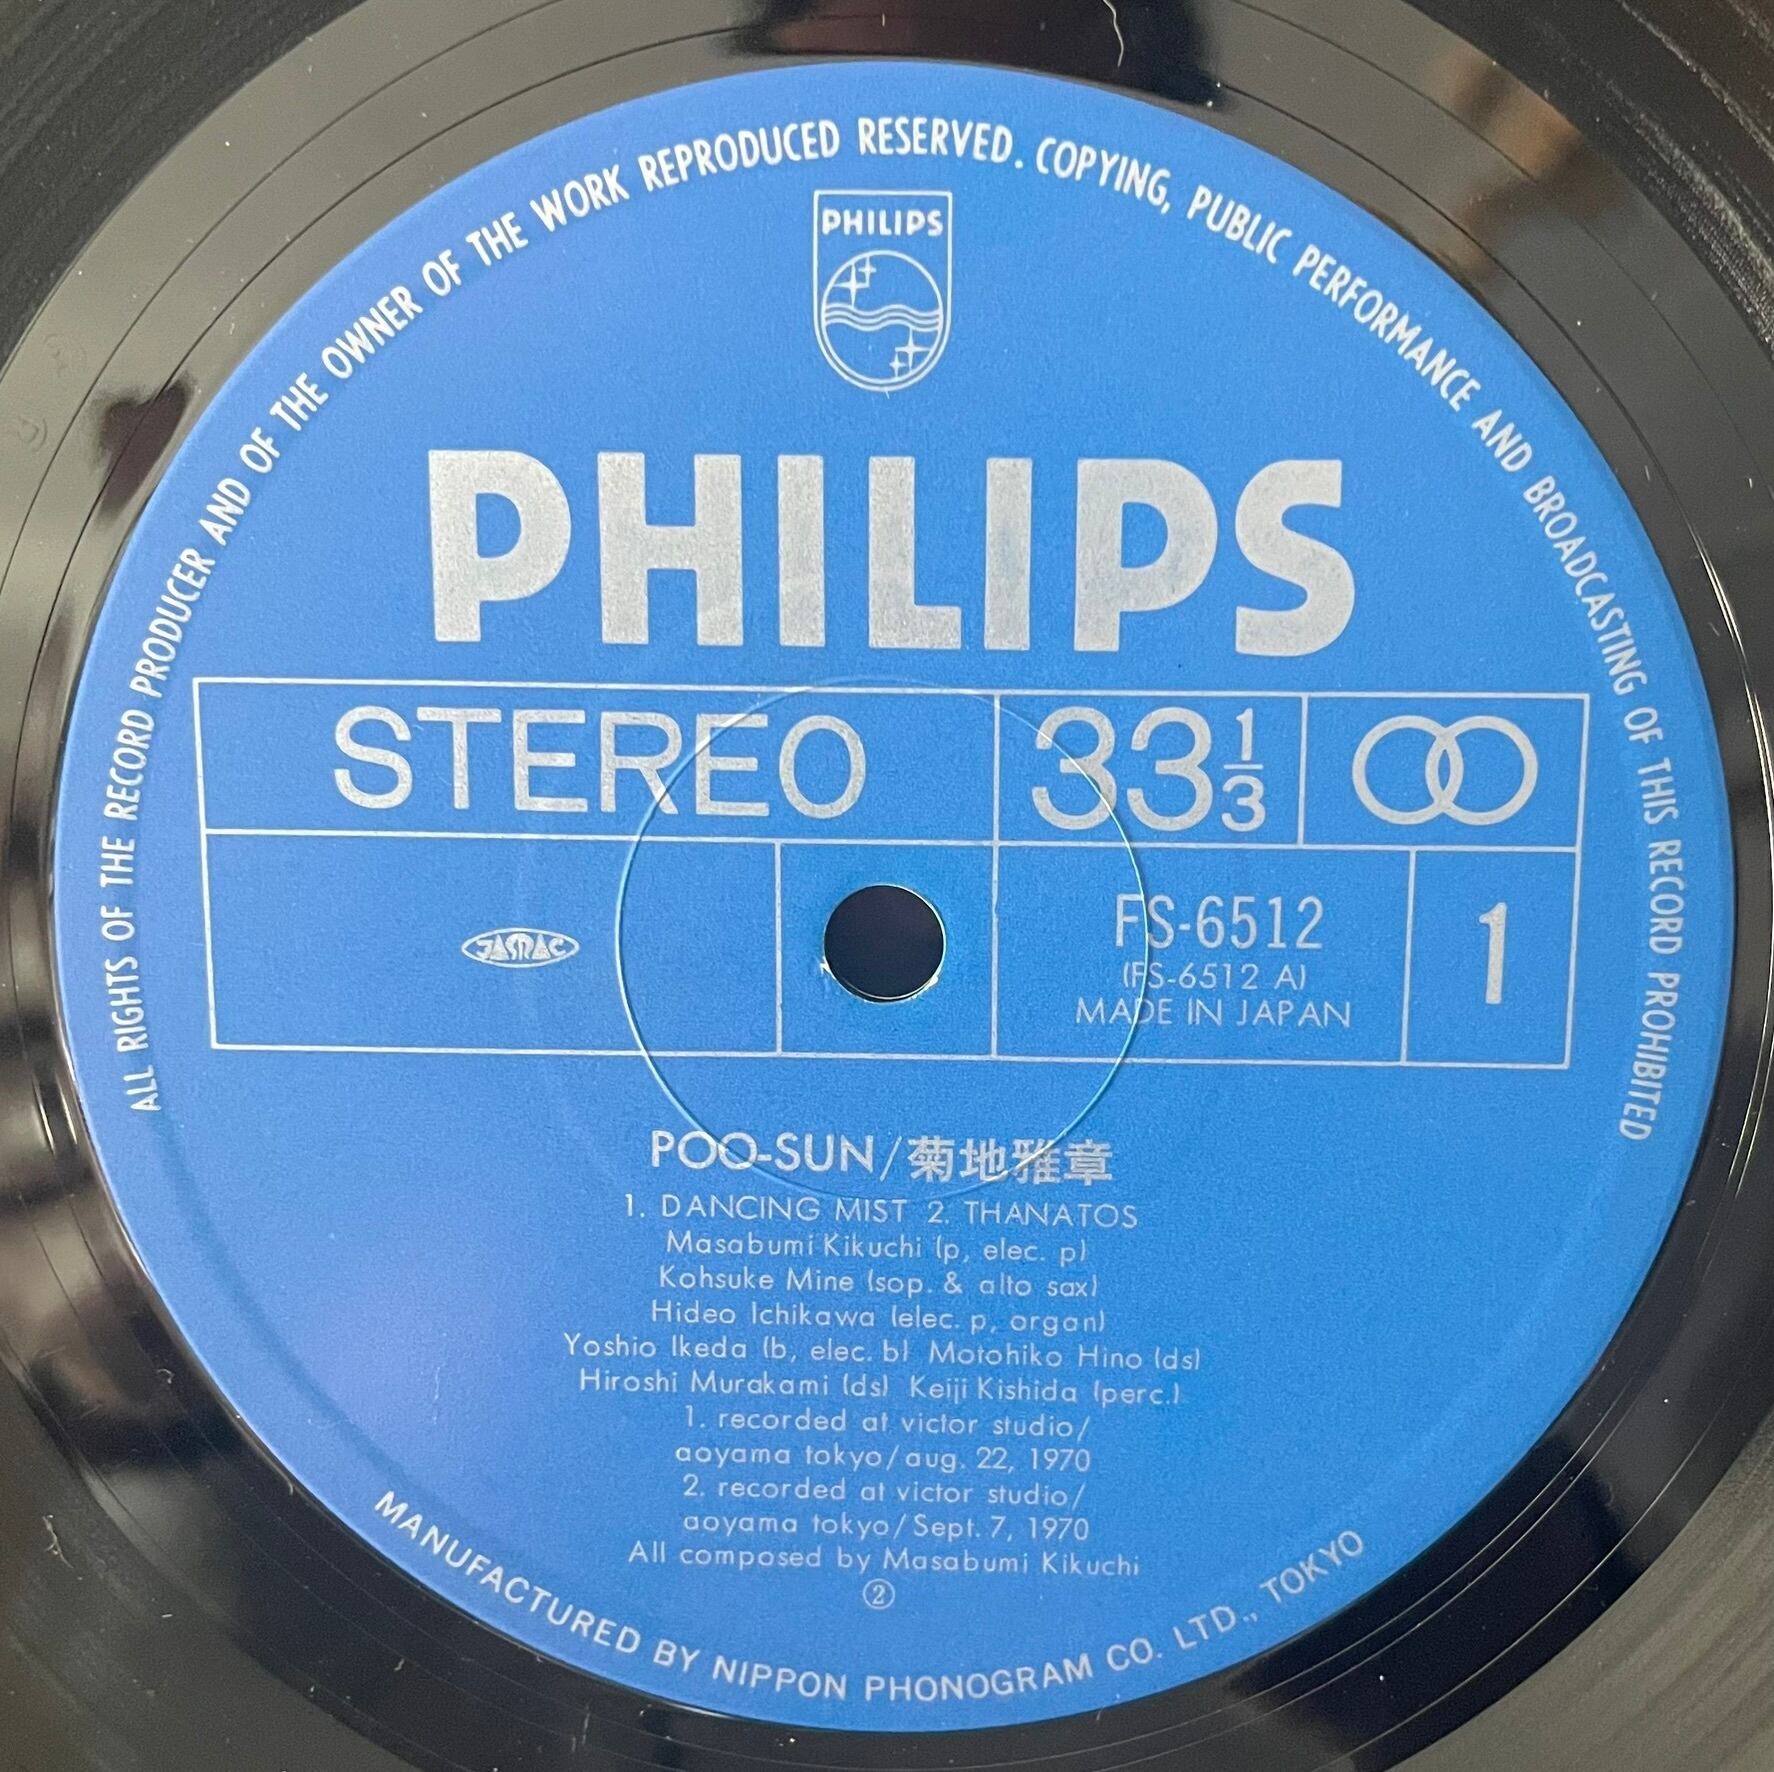 ALL RIGHTS OF THE RECORD PRODUCER AND OF THE OWNER OF THE WORK REPRODUCED RESERVED. COPYING, PUBLIC PERFORMANCE AND BROADCASTING OF THIS RECORD PROHIBITED
PHILIPS
PHILIPS
STEREO
33 1/3
JASRAC
FS-6512
(FS-6512 A)
MADE IN JAPAN
1
POO-SUN/菊地雅章
1. DANCING MIST 2. THANATOS
Masabumi Kikuchi (p, elec. p)
Kohsuke Mine (sop. & alto sax)
Hideo Ichikawa (elec. p, organ)
Yoshio Ikeda (b, elec. b) Motohiko Hino (ds)
Hiroshi Murakami (ds) Keiji Kishida (perc.)
1. recorded at victor studio/
aoyama tokyo/aug. 22, 1970
2. recorded at victor studio/
aoyama tokyo/Sept. 7, 1970
All composed by Masabumi Kikuchi
②
MANUFACTURED BY NIPPON PHONOGRAM CO. LTD., TOKYO